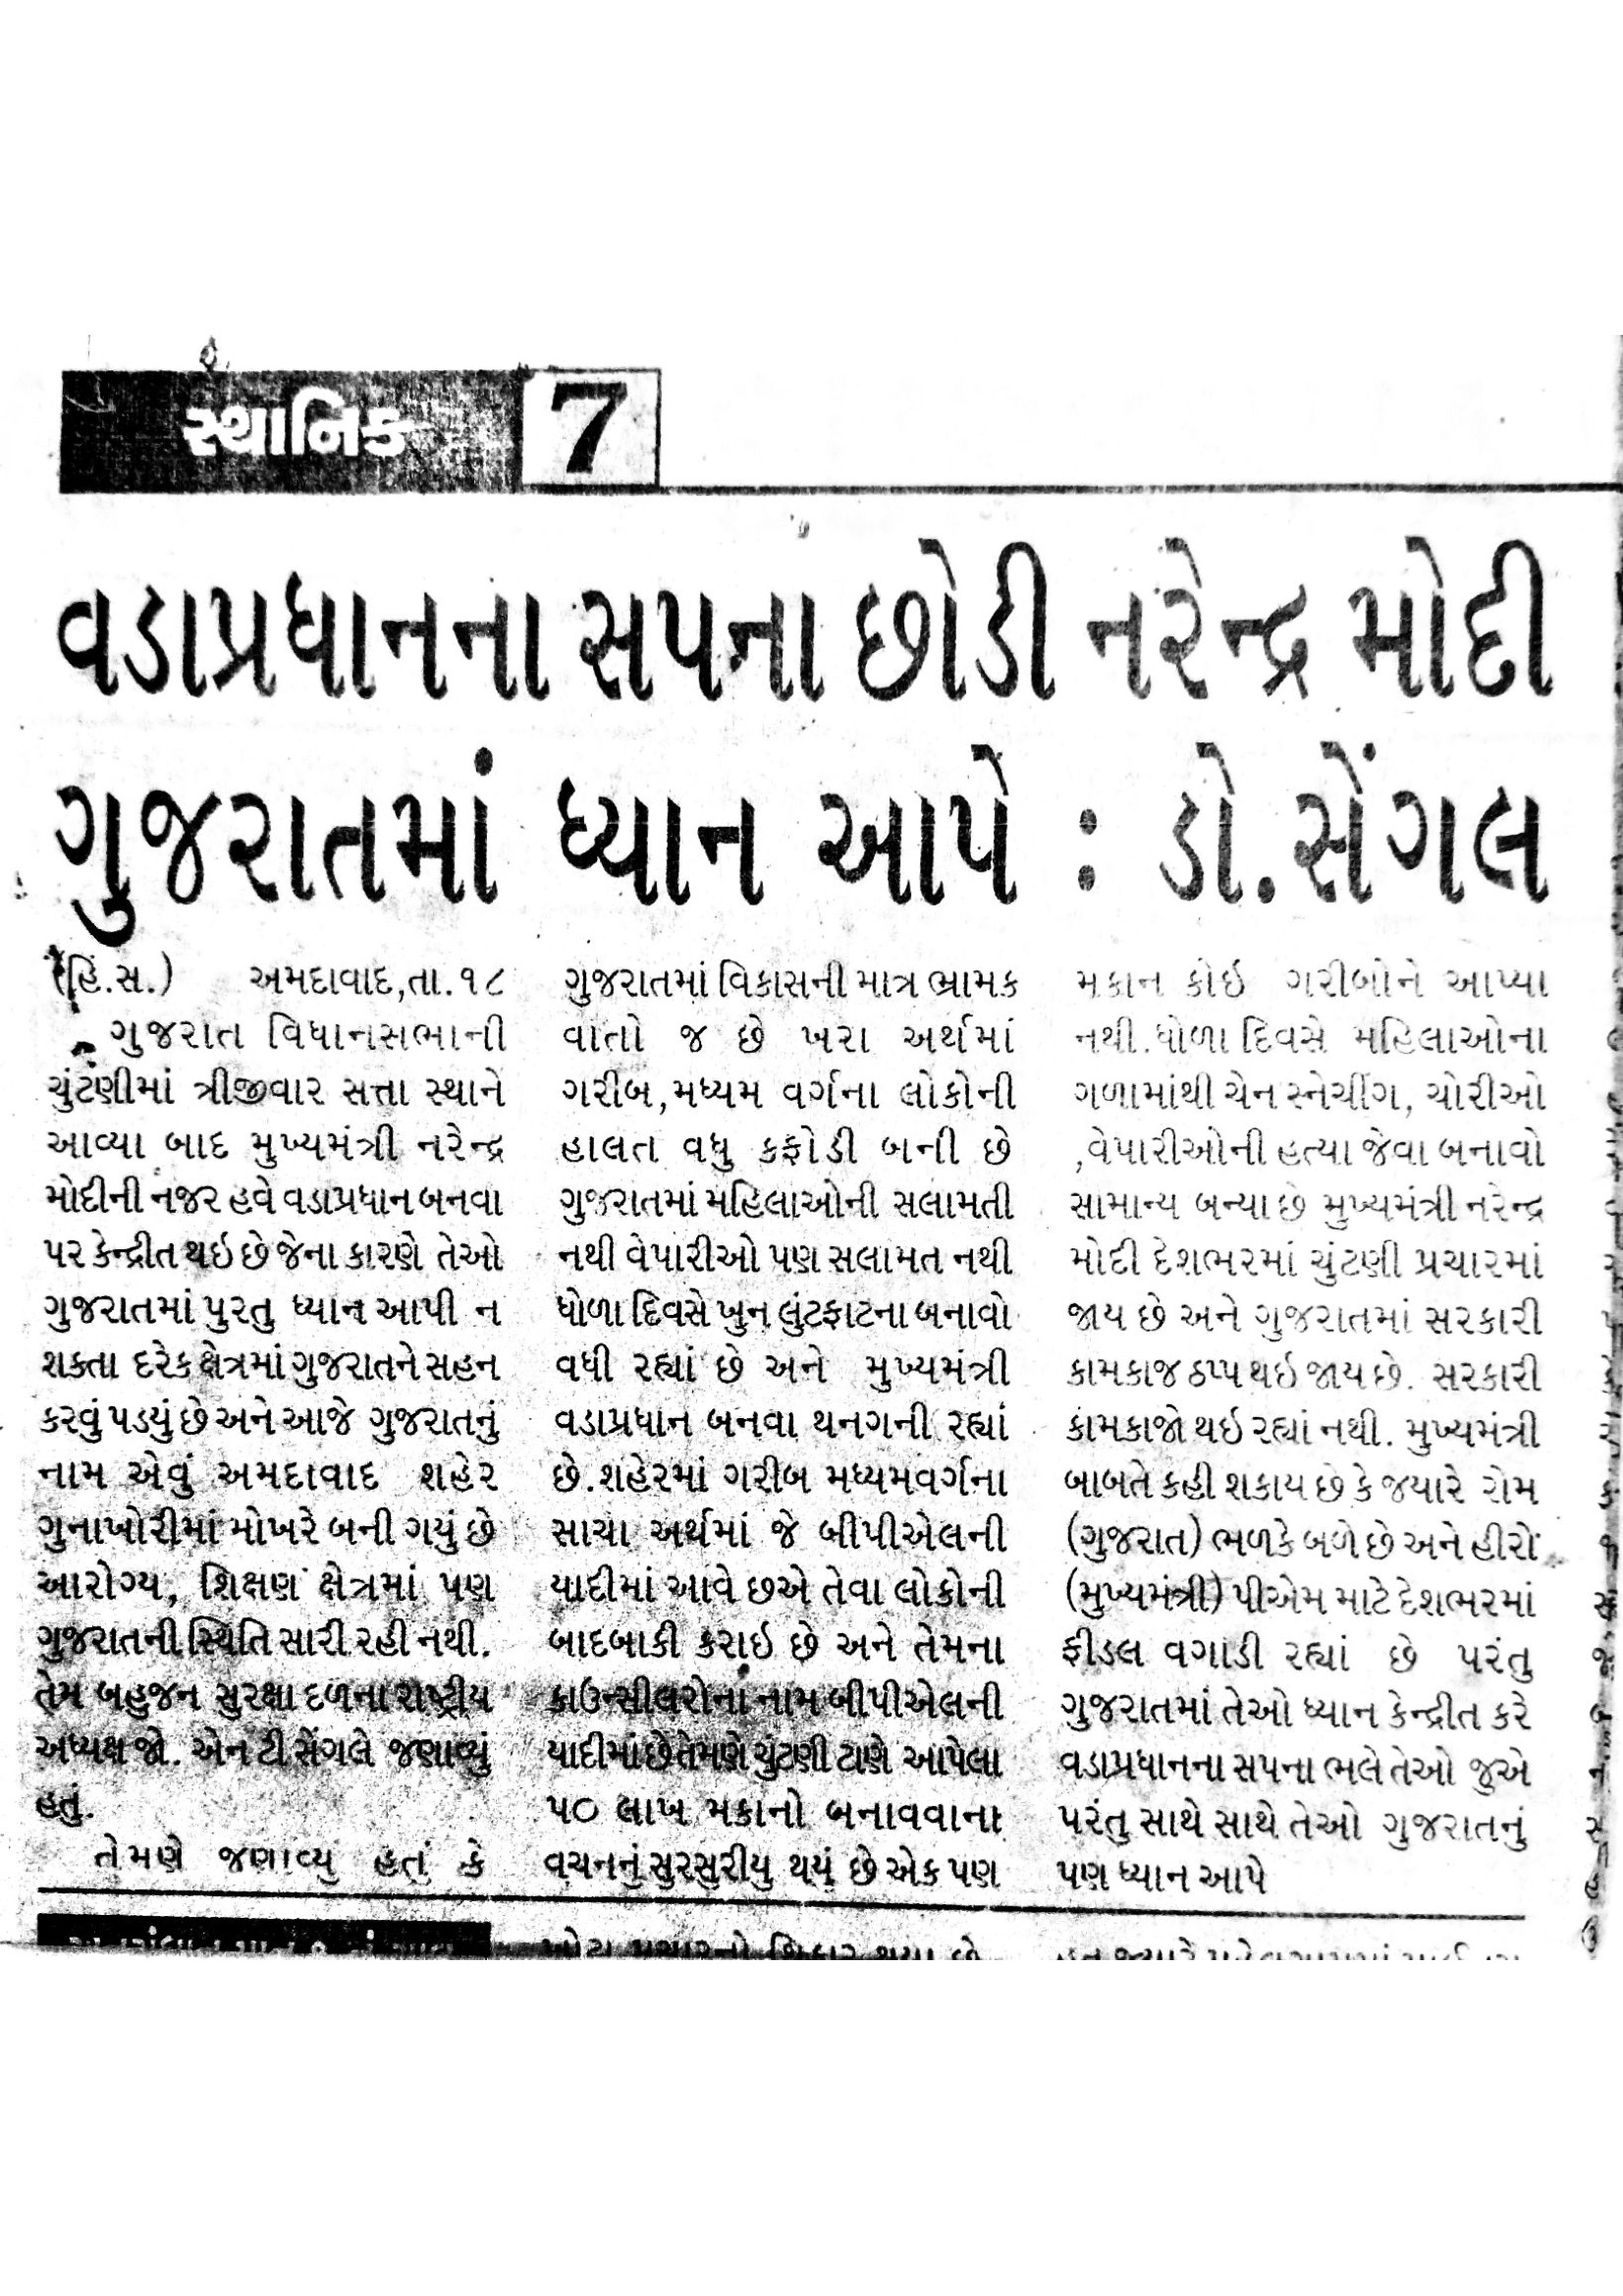 સ્થાનિક 7
વડાપ્રધાનના સપના છોડી નરેન્દ્ર મોદી
ગુજરાતમાં ધ્યાન આપે : ડો.સેંગલ
(હિ.સ.) અમદાવાદ,તા.૧૮
ગુજરાત વિધાનસભાની
ચુંટણીમાં ત્રીજીવાર સત્તા સ્થાને
આવ્યા બાદ મુખ્યમંત્રી નરેન્દ્ર
મોદીની નજર હવે વડાપ્રધાન બનવા
પર કેન્દ્રીત થઇ છે જેના કારણે તેઓ
ગુજરાતમાં પુરતુ ધ્યાન આપી ન
શકતા દરેક ક્ષેત્રમાં ગુજરાતને સહન
કરવું પડયું છે અને આજે ગુજરાતનું
નામ એવું અમદાવાદ શહેર
ગુનાખોરીમાં મોખરે બની ગયું છે
આરોગ્ય, શિક્ષણ ક્ષેત્રમાં પણ
ગુજરાતની સ્થિતિ સારી રહી નથી.
તેમ બહુજન સુરક્ષા દળના રાષ્ટ્રીય
અધ્યક્ષ જો. એન ટી સેંગલે જણાવ્યું
હતું.
તેમણે જણાવ્યુ હતું કે
ગુજરાતમાં વિકાસની માત્ર ભ્રામક
વાતો જ છે ખરા અર્થમાં
ગરીબ,મધ્યમ વર્ગના લોકોની
હાલત વધુ કફોડી બની છે
ગુજરાતમાં મહિલાઓની સલામતી
નથી વેપારીઓ પણ સલામત નથી
ધોળા દિવસે ખુન લુંટફાટના બનાવો
વધી રહ્યાં છે અને મુખ્યમંત્રી
વડાપ્રધાન બનવા થનગની રહ્યાં
છે.શહેરમાં ગરીબ મધ્યમવર્ગના
સાચા અર્થમાં જે બીપીએલની
યાદીમાં આવે છએ તેવા લોકોની
બાદબાકી કરાઇ છે અને તેમના
કાઉન્સીલરોનાં નામ બીપીએલની
યાદીમાં છે તેમણે ચુંટણી ટાણે આપેલા
૫૦ લાખ મકાનો બનાવવાના
વચનનું સુરસુરીયુ થયું છે એક પણ
મકાન કોઇ ગરીબોને આપ્યા
નથી.ધોળા દિવસે મહિલાઓના
ગળામાંથી ચેન સ્નેચીંગ, ચોરીઓ
,વેપારીઓની હત્યા જેવા બનાવો
સામાન્ય બન્યા છે મુખ્યમંત્રી નરેન્દ્ર
મોદી દેશભરમાં ચુંટણી પ્રચારમાં
જાય છે અને ગુજરાતમાં સરકારી
કામકાજ ઠપ્પ થઇ જાય છે. સરકારી
કામકાજો થઇ રહ્યાં નથી. મુખ્યમંત્રી
બાબતે કહી શકાય છે કે જયારે રોમ
(ગુજરાત) ભળકે બળે છે અને હીરો
(મુખ્યમંત્રી) પીએમ માટે દેશભરમાં
ફીડલ વગાડી રહ્યાં છે પરંતુ
ગુજરાતમાં તેઓ ધ્યાન કેન્દ્રીત કરે
વડાપ્રધાનના સપના ભલે તેઓ જુએ
પરંતુ સાથે સાથે તેઓ ગુજરાતનું
પણ ધ્યાન આપે